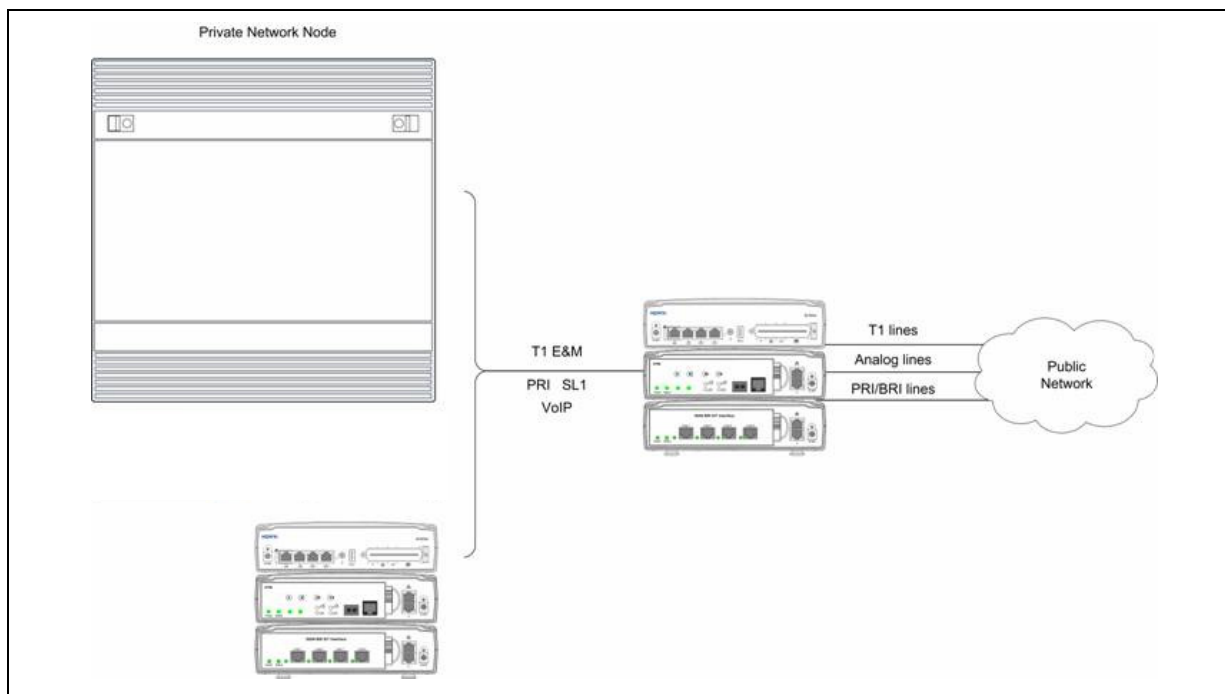 Private Network Node
T1 E&M
PRI SL1
VoIP
T1 lines
Analog lines
PRI/BRI lines
Public
Network